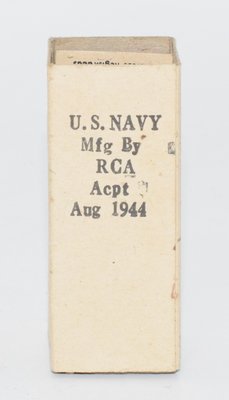 U.S. NAVY
Mfg By
RCA
Acpt
Aug 1944